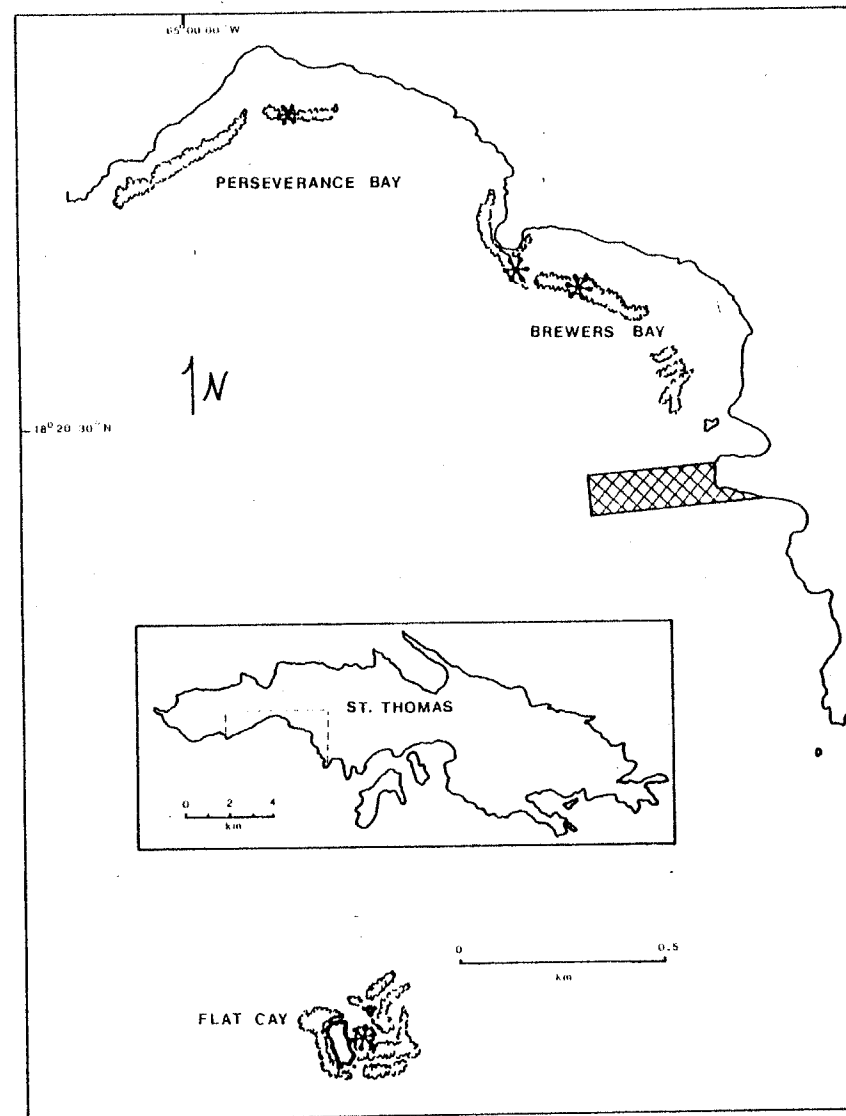 65° 00' 00" W
PERSEVERANCE BAY
BREWERS BAY
N
18° 20' 30" N
ST. THOMAS
0 2 4
km
0 0.5
km
FLAT CAY